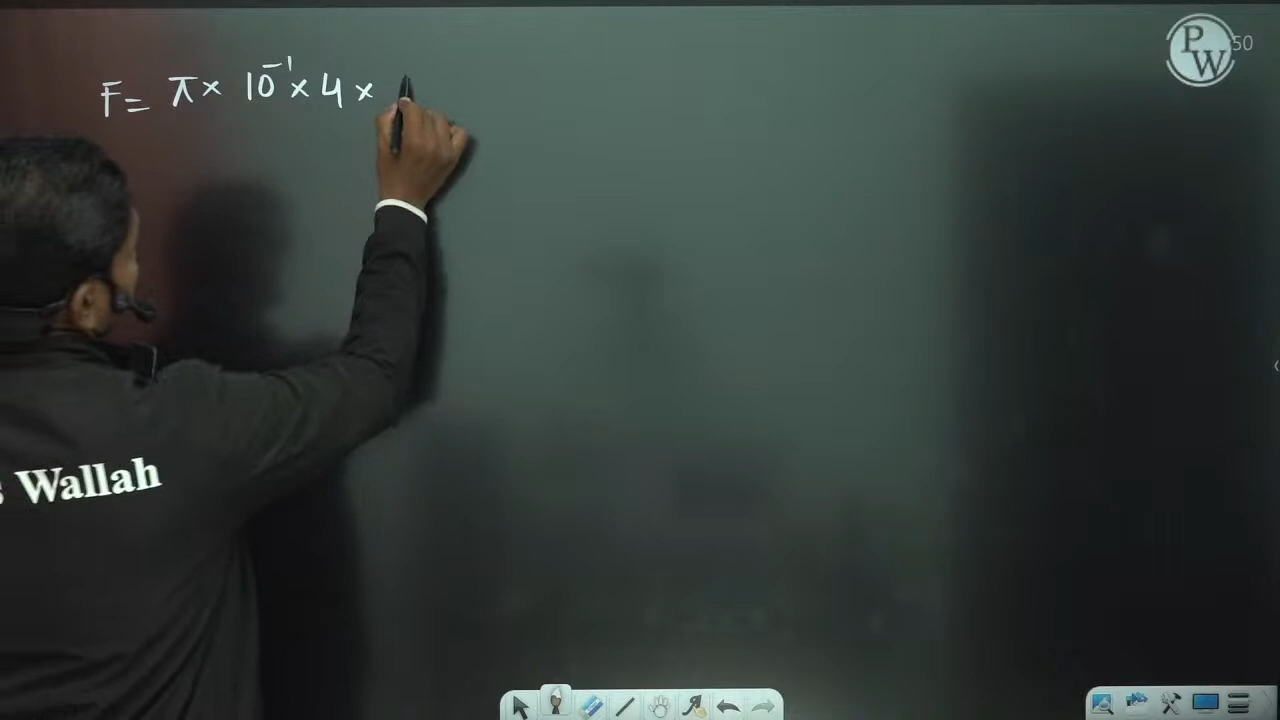 F = π × 10⁻¹ × 4 ×
PW 50
Wallah